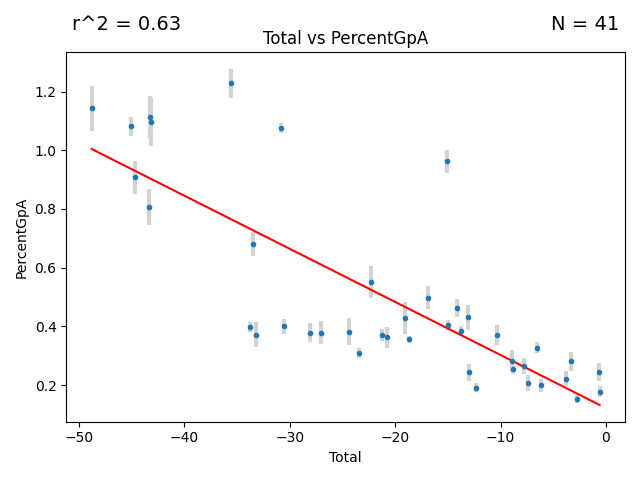 r^2 = 0.63
N = 41
Total vs PercentGpA
1.2
1.0
0.8
0.6
0.4
0.2
PercentGpA
−50
−40
−30
−20
−10
0
Total